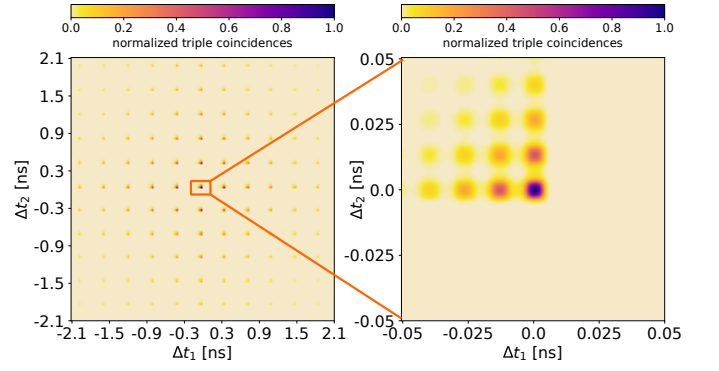 0.0 0.2 0.4 0.6 0.8 1.0
normalized triple coincidences
0.0 0.2 0.4 0.6 0.8 1.0
normalized triple coincidences
2.1
1.5
0.9
0.3
-0.3
-0.9
-1.5
-2.1
Δt₂ [ns]
-2.1 -1.5 -0.9 -0.3 0.3 0.9 1.5 2.1
Δt₁ [ns]
0.05
0.025
0.0
-0.025
-0.05
Δt₂ [ns]
-0.05 -0.025 0.0 0.025 0.05
Δt₁ [ns]